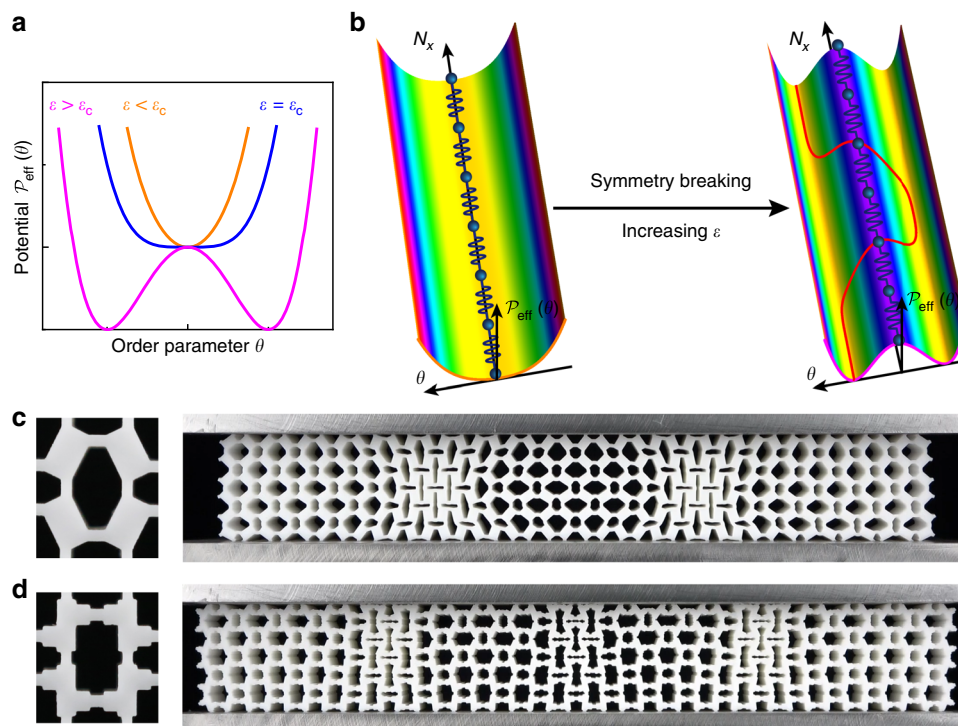 a
ε > εc
ε < εc
ε = εc
Potential 𝒫eff (θ)
Order parameter θ
b
Nx
𝒫eff (θ)
θ
Symmetry breaking
Increasing ε
Nx
𝒫eff (θ)
θ
c
d